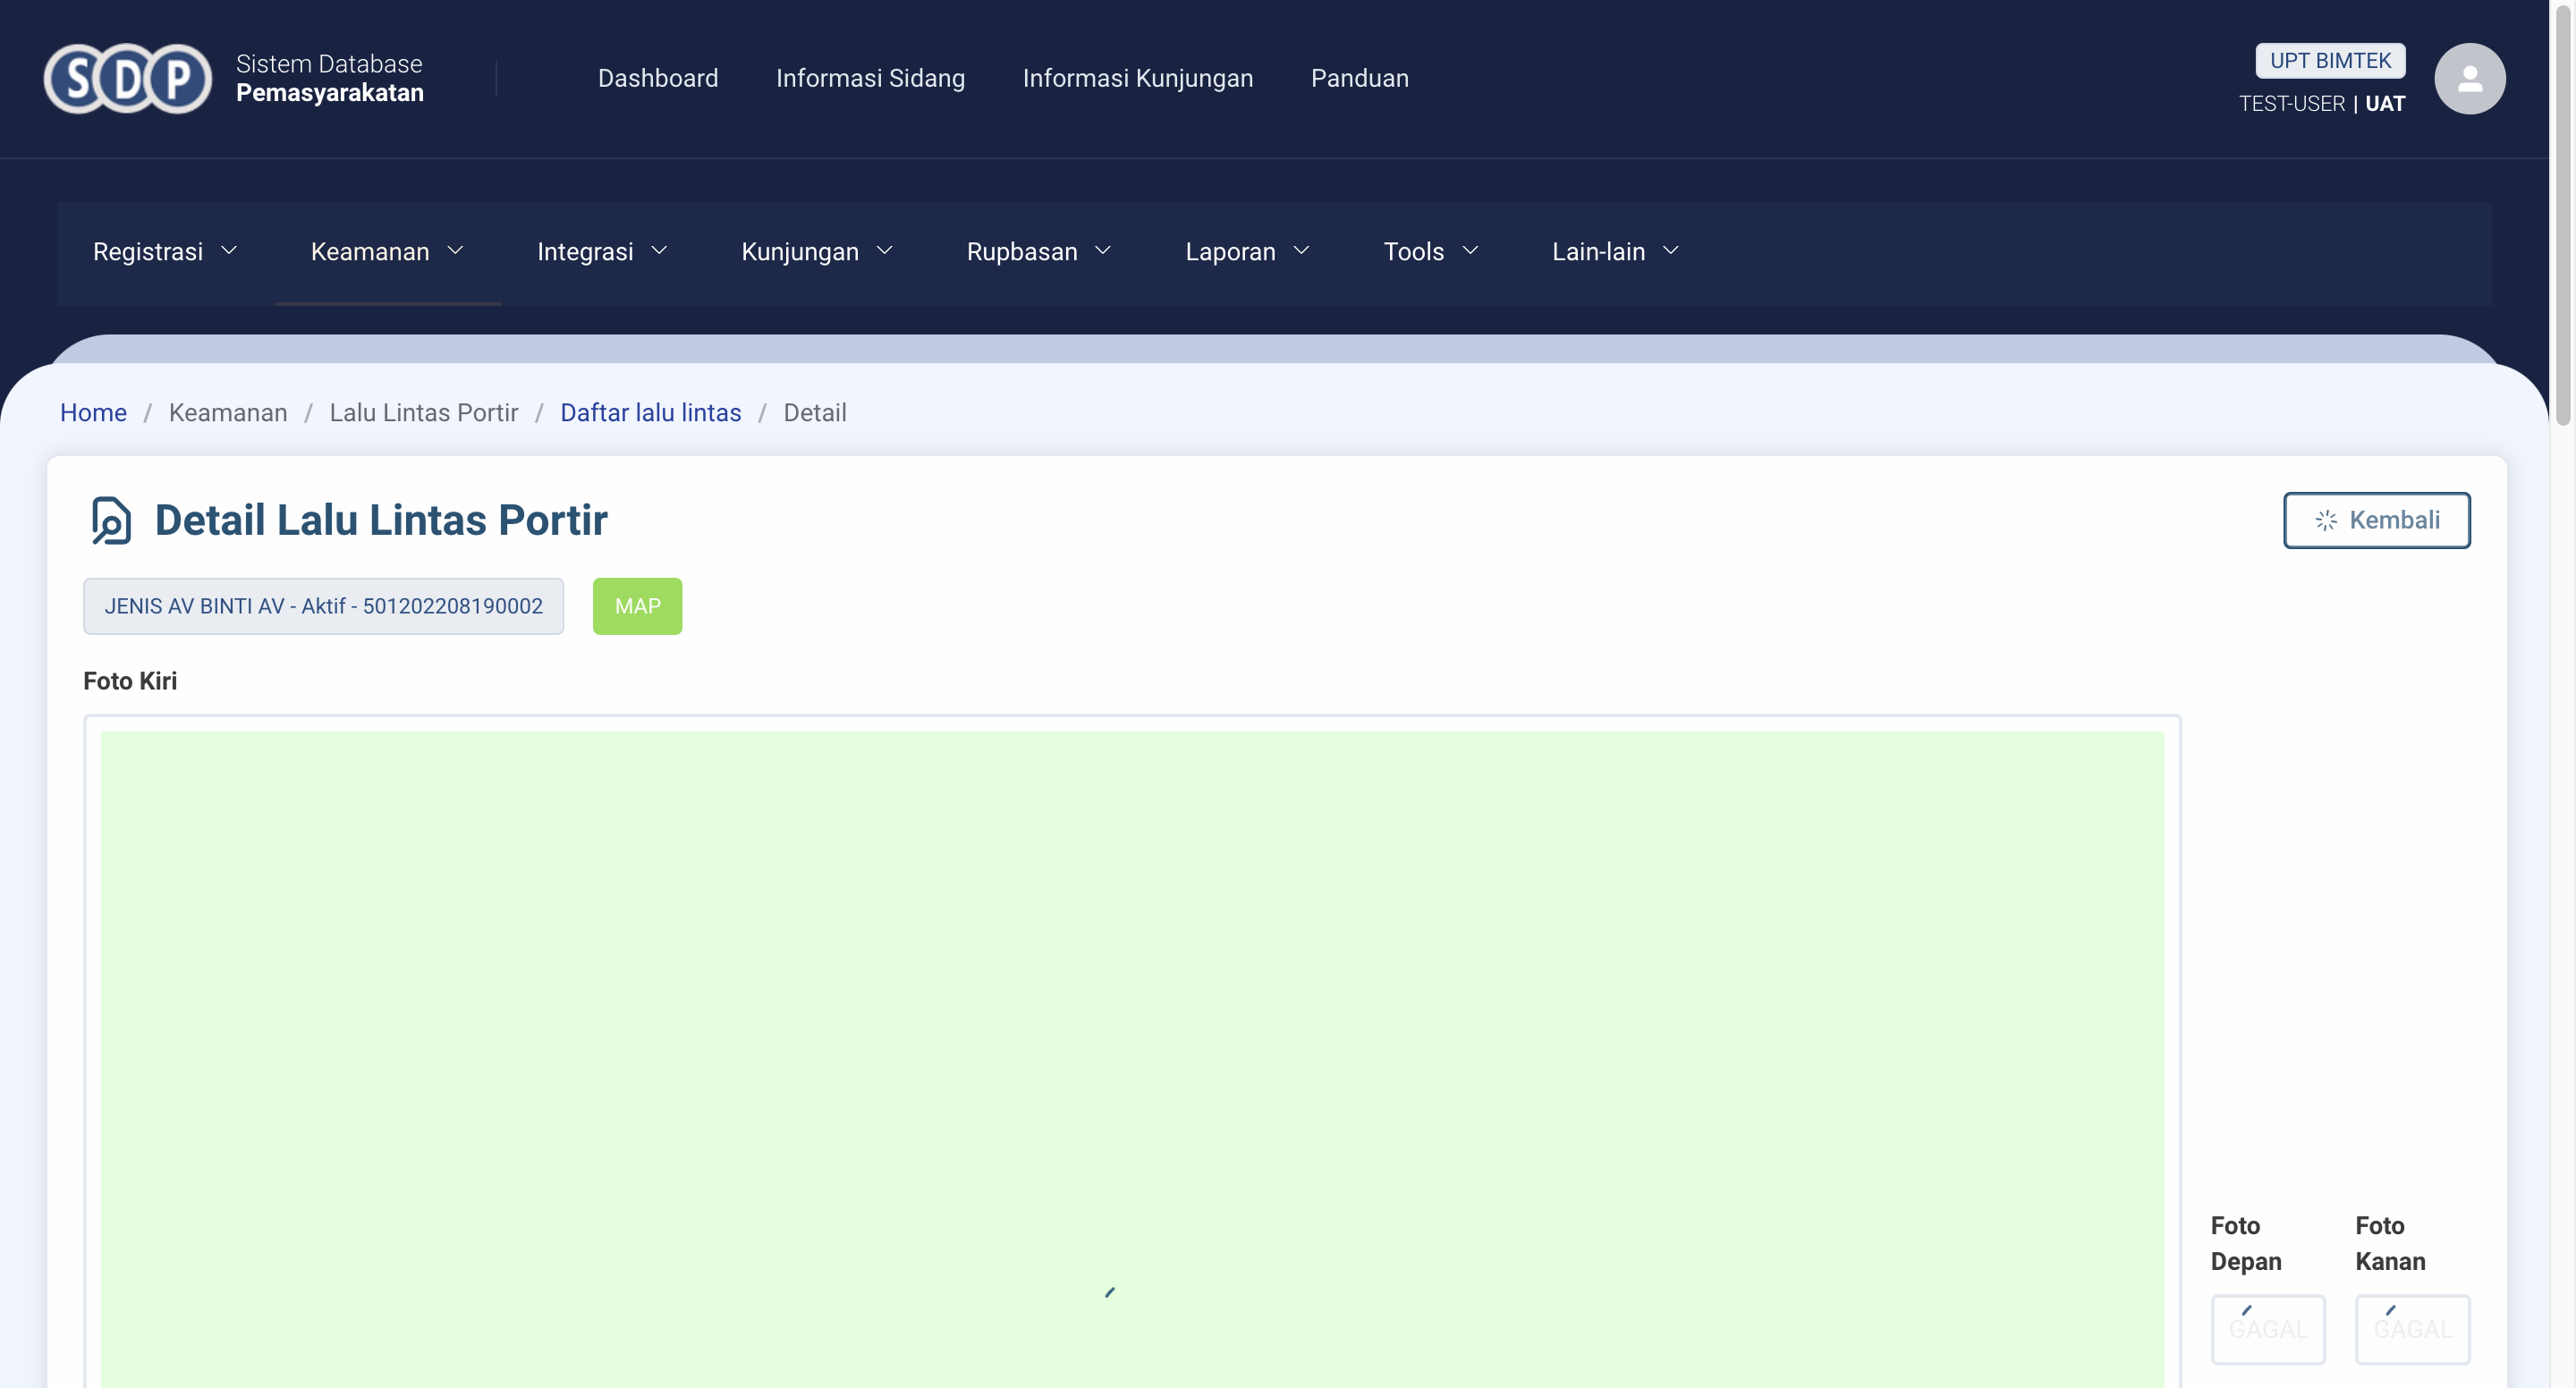 SDP
Sistem Database
Pemasyarakatan
Dashboard
Informasi Sidang
Informasi Kunjungan
Panduan
UPT BIMTEK
TEST-USER | UAT
Registrasi
Keamanan
Integrasi
Kunjungan
Rupbasan
Laporan
Tools
Lain-lain
Home / Keamanan / Lalu Lintas Portir / Daftar lalu lintas / Detail
Detail Lalu Lintas Portir
Kembali
JENIS AV BINTI AV - Aktif - 501202208190002
MAP
Foto Kiri
Foto
Depan
Foto
Kanan
GAGAL
GAGAL